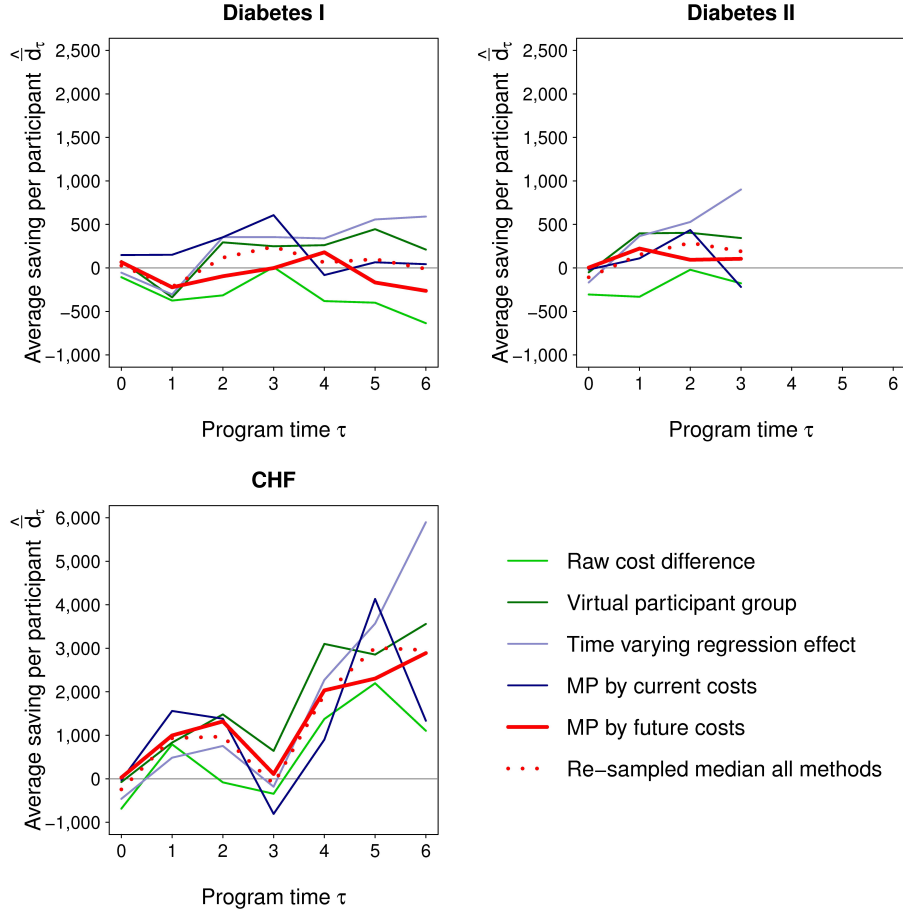 Diabetes I
Average saving per participant d̅̂τ
2,500
2,000
1,500
1,000
500
0
−500
−1,000
0 1 2 3 4 5 6
Program time τ
Diabetes II
Average saving per participant d̅̂τ
2,500
2,000
1,500
1,000
500
0
−500
−1,000
0 1 2 3 4 5 6
Program time τ
CHF
Average saving per participant d̅̂τ
6,000
5,000
4,000
3,000
2,000
1,000
0
−1,000
0 1 2 3 4 5 6
Program time τ
Raw cost difference
Virtual participant group
Time varying regression effect
MP by current costs
MP by future costs
Re−sampled median all methods